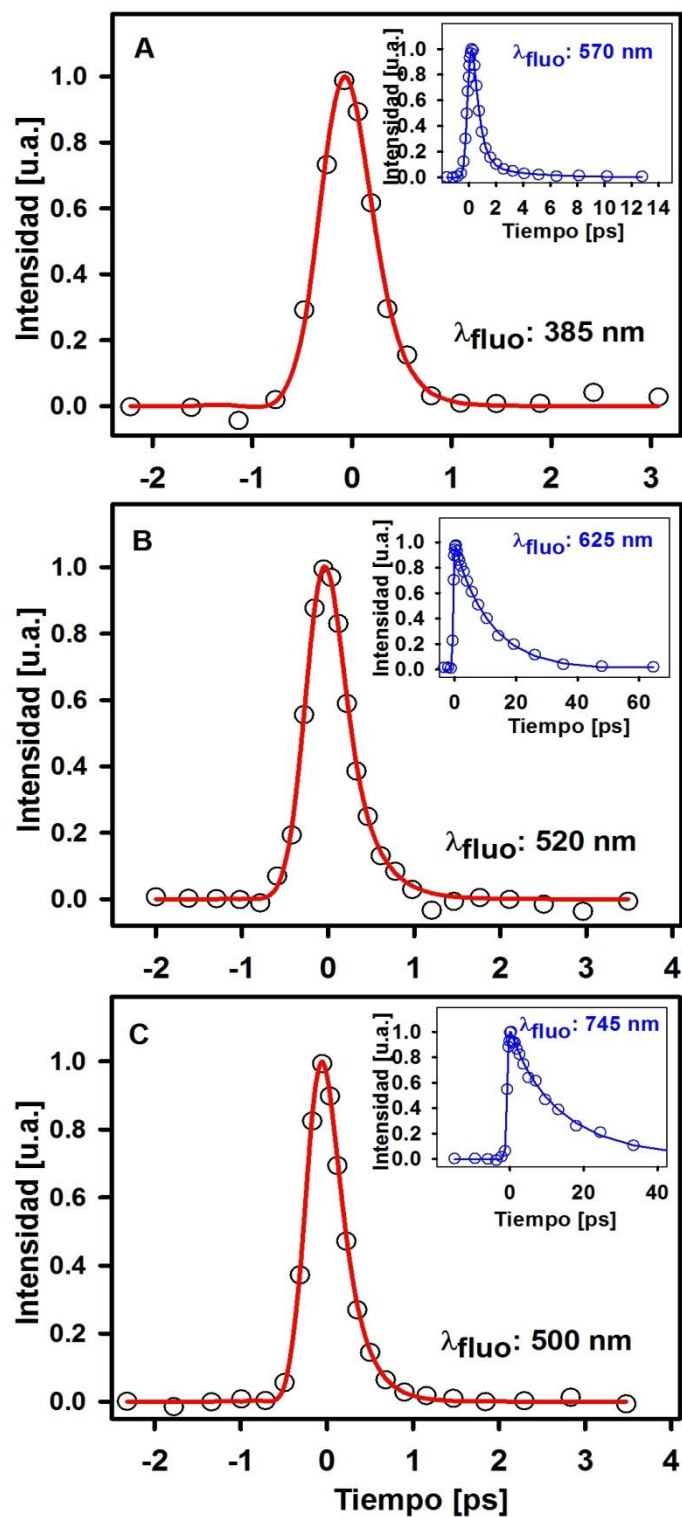 A
Intensidad [u.a.]
1.0
0.8
0.6
0.4
0.2
0.0
-2 -1 0 1 2 3
λfluo: 385 nm
Intensidad [u.a.]
1.0
0.8
0.6
0.4
0.2
0.0
λfluo: 570 nm
0 2 4 6 8 10 12 14
Tiempo [ps]
B
Intensidad [u.a.]
1.0
0.8
0.6
0.4
0.2
0.0
-2 -1 0 1 2 3 4
λfluo: 520 nm
Intensidad [u.a.]
1.0
0.8
0.6
0.4
0.2
0.0
λfluo: 625 nm
0 20 40 60
Tiempo [ps]
C
Intensidad [u.a.]
1.0
0.8
0.6
0.4
0.2
0.0
-2 -1 0 1 2 3 4
Tiempo [ps]
λfluo: 500 nm
Intensidad [u.a.]
1.0
0.8
0.6
0.4
0.2
0.0
λfluo: 745 nm
0 20 40
Tiempo [ps]